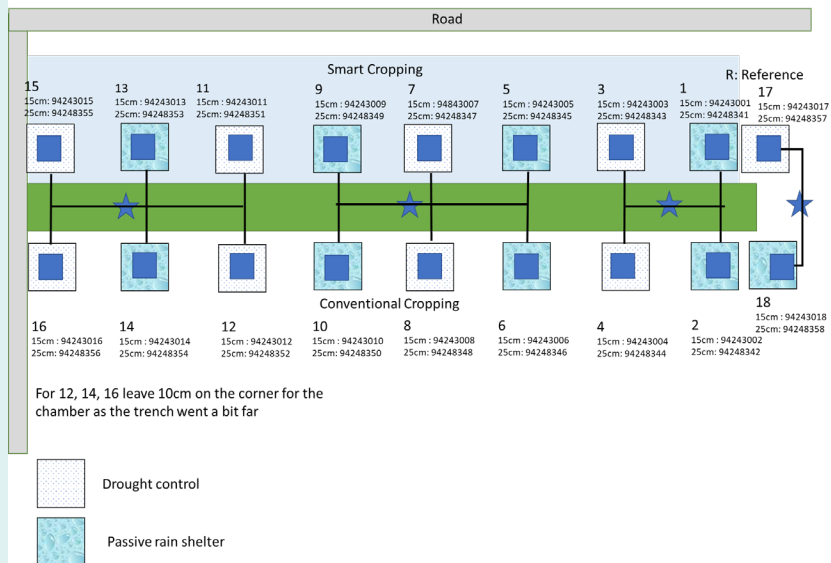 Road
Smart Cropping
R: Reference
15
15cm: 94243015
25cm: 94248355
13
15cm : 94243013
25cm: 94248353
11
15cm : 94243011
25cm: 94248351
9
15cm : 94243009
25cm: 94248349
7
15cm : 94843007
25cm: 94248347
5
15cm : 94243005
25cm: 94248345
3
15cm : 94243003
25cm: 94248343
1
15cm : 94243001
25cm: 94248341
17
15cm : 94243017
25cm: 94248357
Conventional Cropping
16
15cm : 94243016
25cm: 94248356
14
15cm : 94243014
25cm: 94248354
12
15cm : 94243012
25cm: 94248352
10
15cm : 94243010
25cm: 94248350
8
15cm : 94243008
25cm: 94248348
6
15cm : 94243006
25cm: 94248346
4
15cm : 94243004
25cm: 94248344
2
15cm : 94243002
25cm: 94248342
18
15cm : 94243018
25cm: 94248358
For 12, 14, 16 leave 10cm on the corner for the
chamber as the trench went a bit far
Drought control
Passive rain shelter